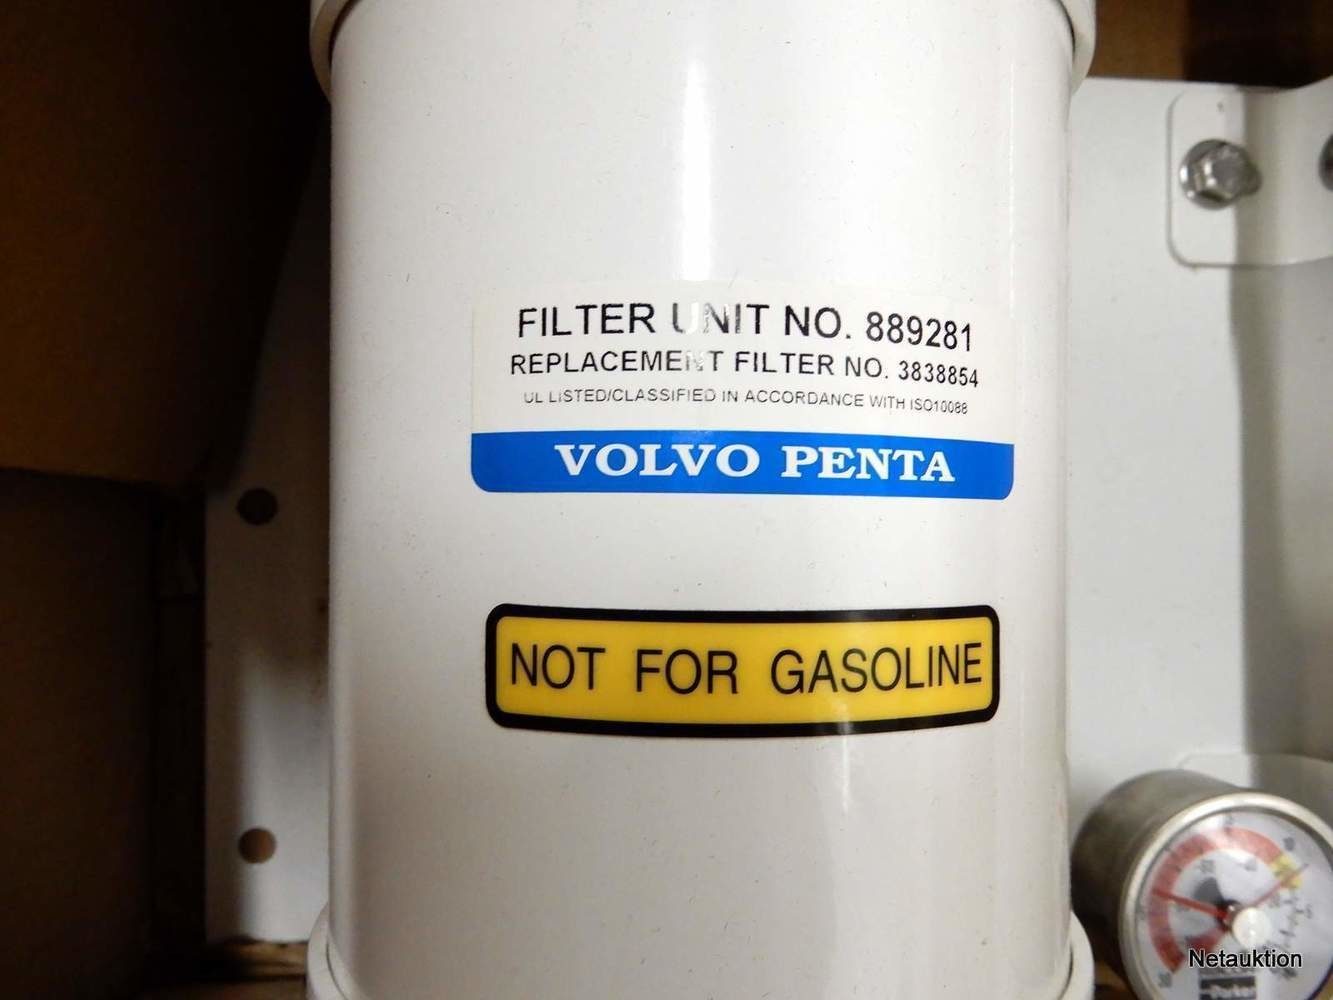 FILTER UNIT NO. 889281
REPLACEMENT FILTER NO. 3838854
UL LISTED/CLASSIFIED IN ACCORDANCE WITH ISO10088
VOLVO PENTA
NOT FOR GASOLINE
Parker
Netauktion